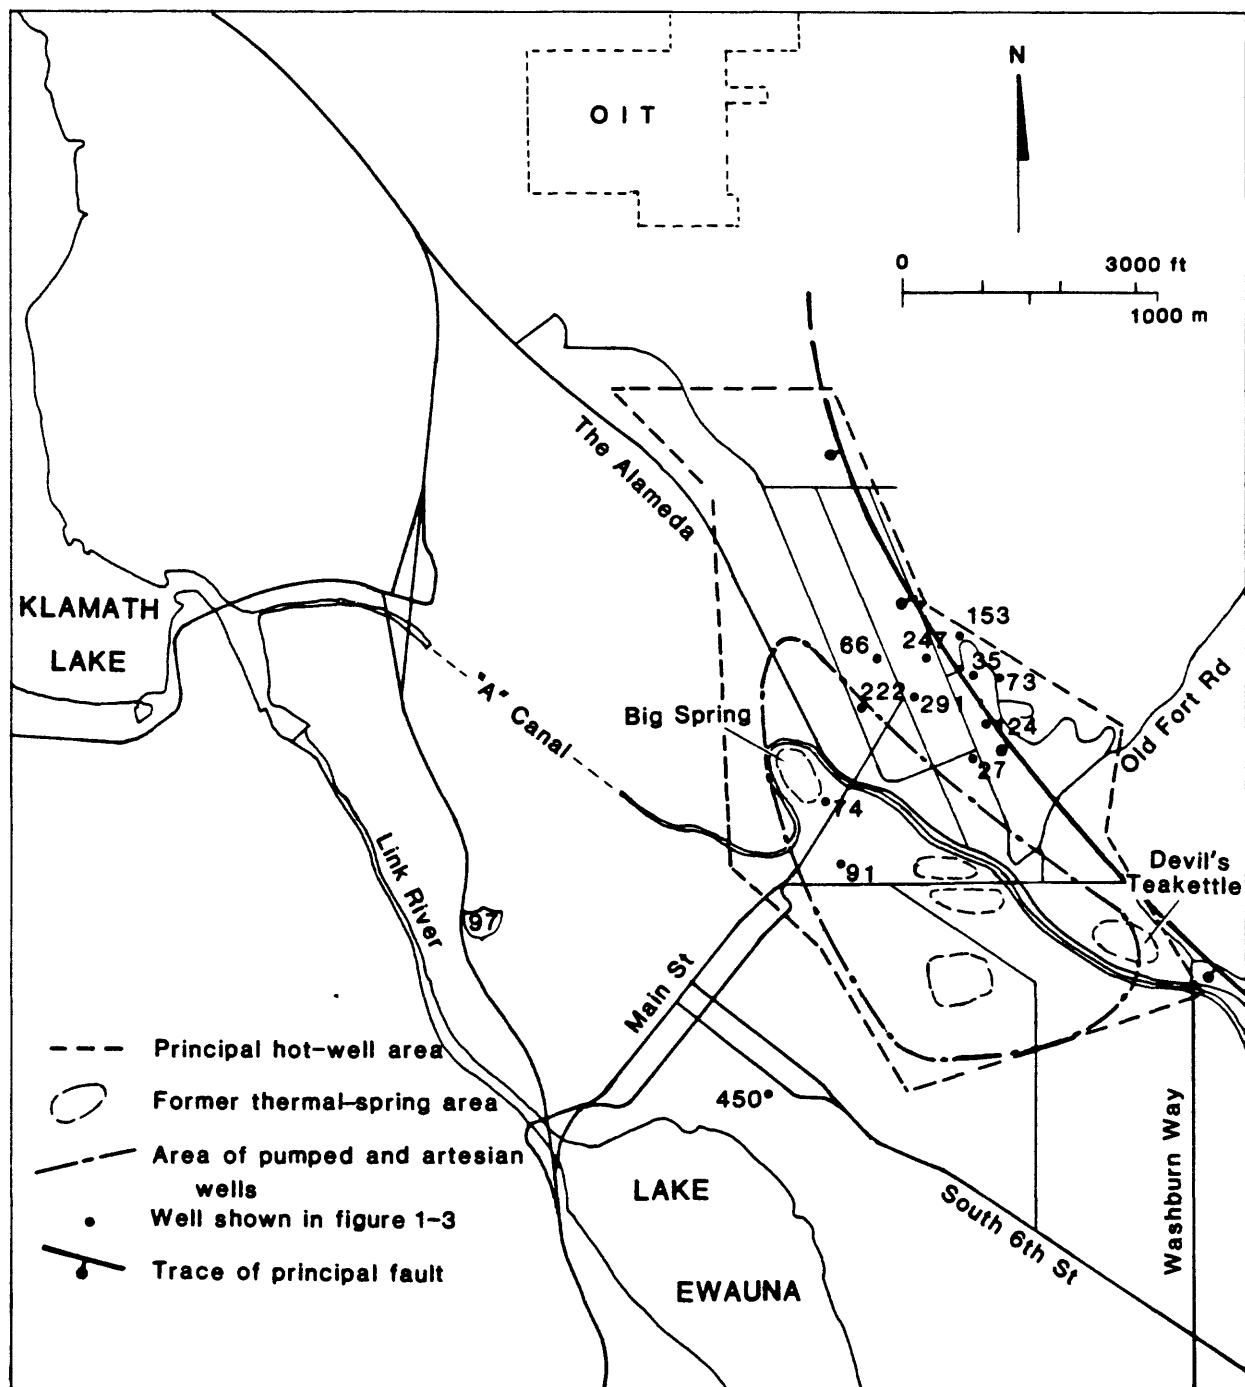 OIT
N
0
3000 ft
1000 m
The Alameda
KLAMATH
LAKE
"A" Canal
153
66
247
35
73
222
291
24
Big Spring
27
Old Fort Rd
74
91
Devil's
Teakettle
Link River
97
Main St
Principal hot-well area
Former thermal-spring area
450
Area of pumped and artesian
wells
Well shown in figure 1-3
Trace of principal fault
LAKE
EWAUNA
South 6th St
Washburn Way